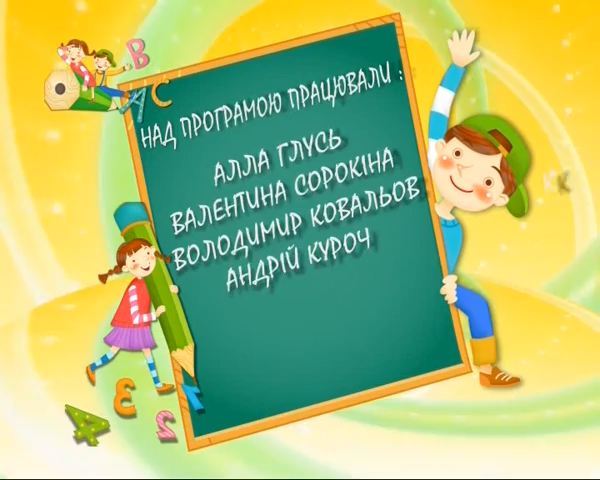 НАД ПРОГРАМОЮ ПРАЦЮВАЛИ :
АЛЛА ГЛУСЬ
ВАЛЕНТИНА СОРОКІНА
ВОЛОДИМИР КОВАЛЬОВ
АНДРІЙ КУРОЧ